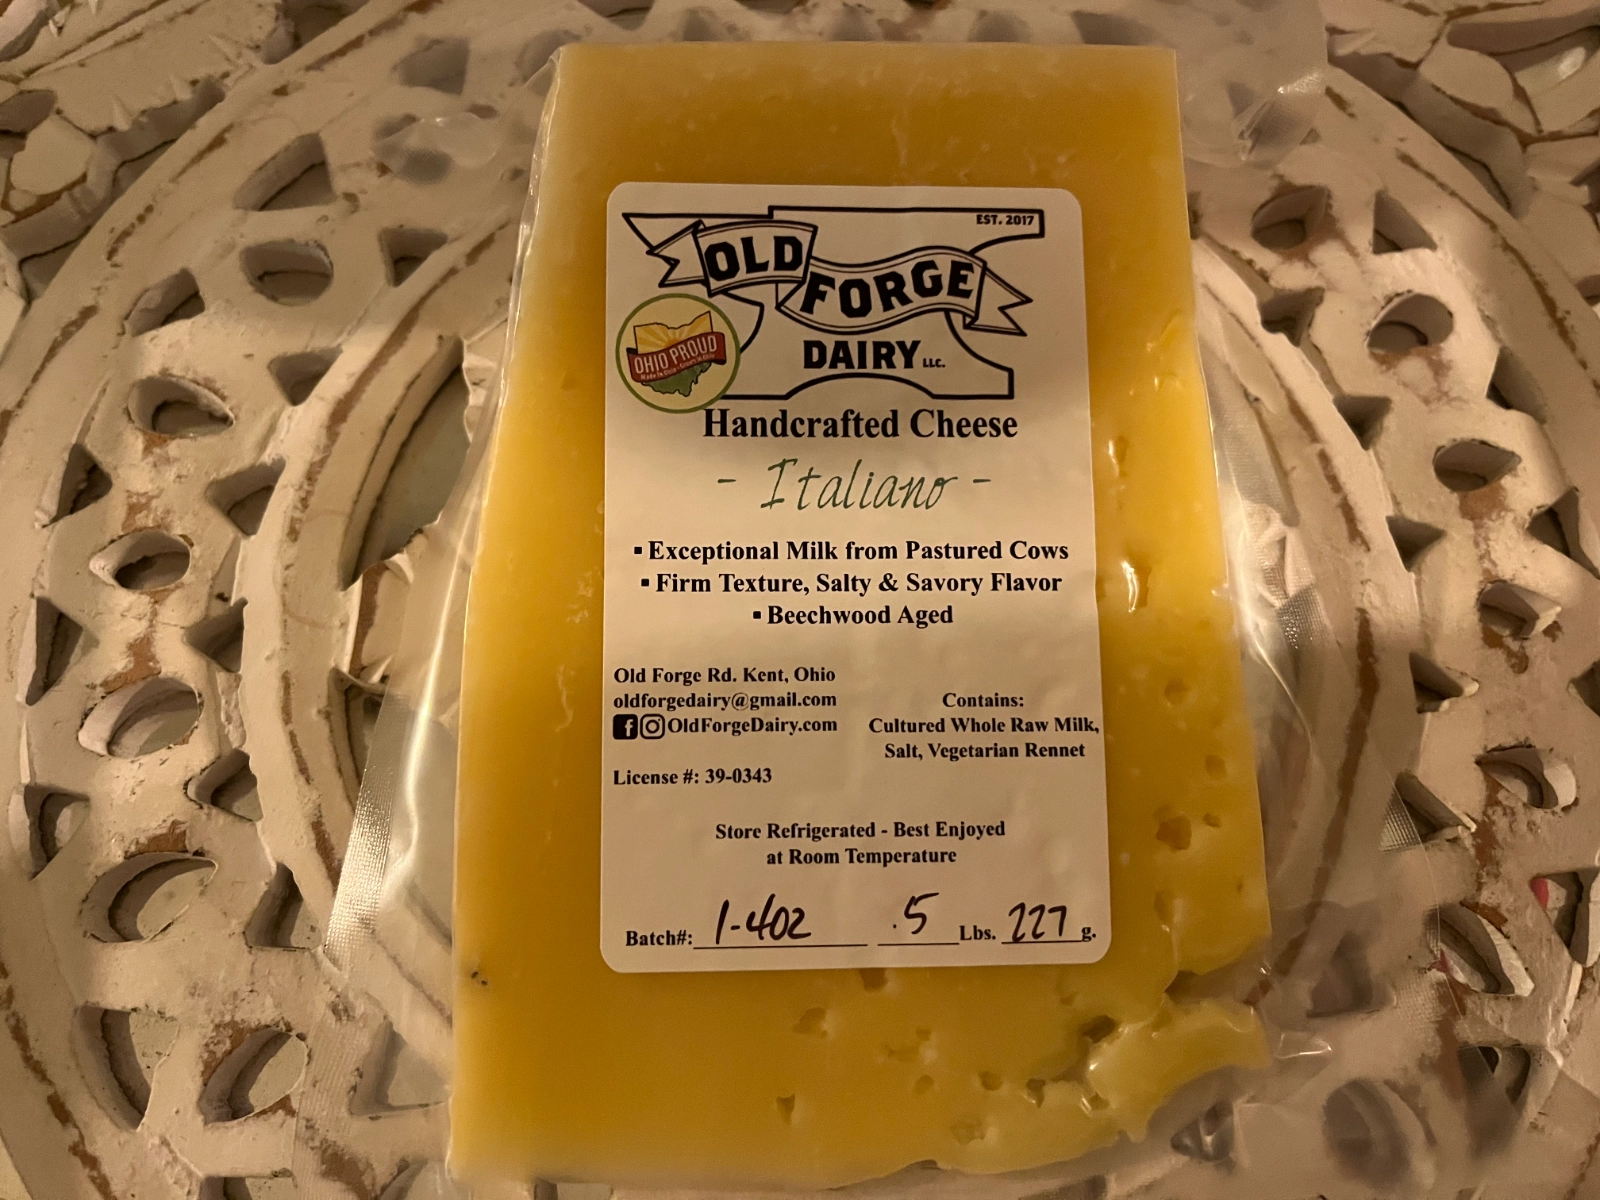 EST. 2017
OLD
FORGE
DAIRY LLC.
OHIO PROUD
Handcrafted Cheese
- Italiano -
▪ Exceptional Milk from Pastured Cows
▪ Firm Texture, Salty & Savory Flavor
▪ Beechwood Aged
Old Forge Rd. Kent, Ohio
oldforgedairy@gmail.com
OldForgeDairy.com
License #: 39-0343
Contains:
Cultured Whole Raw Milk,
Salt, Vegetarian Rennet
Store Refrigerated - Best Enjoyed
at Room Temperature
Batch#: 1-402 .5 Lbs. 227 g.